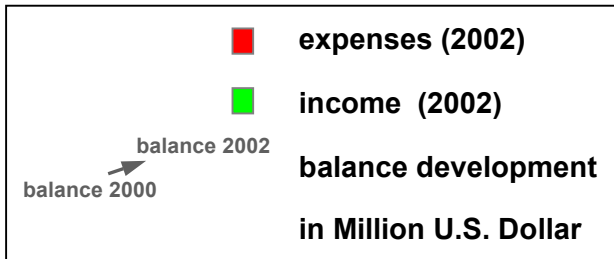 expenses (2002)
income (2002)
balance 2002
balance 2000
balance development
in Million U.S. Dollar